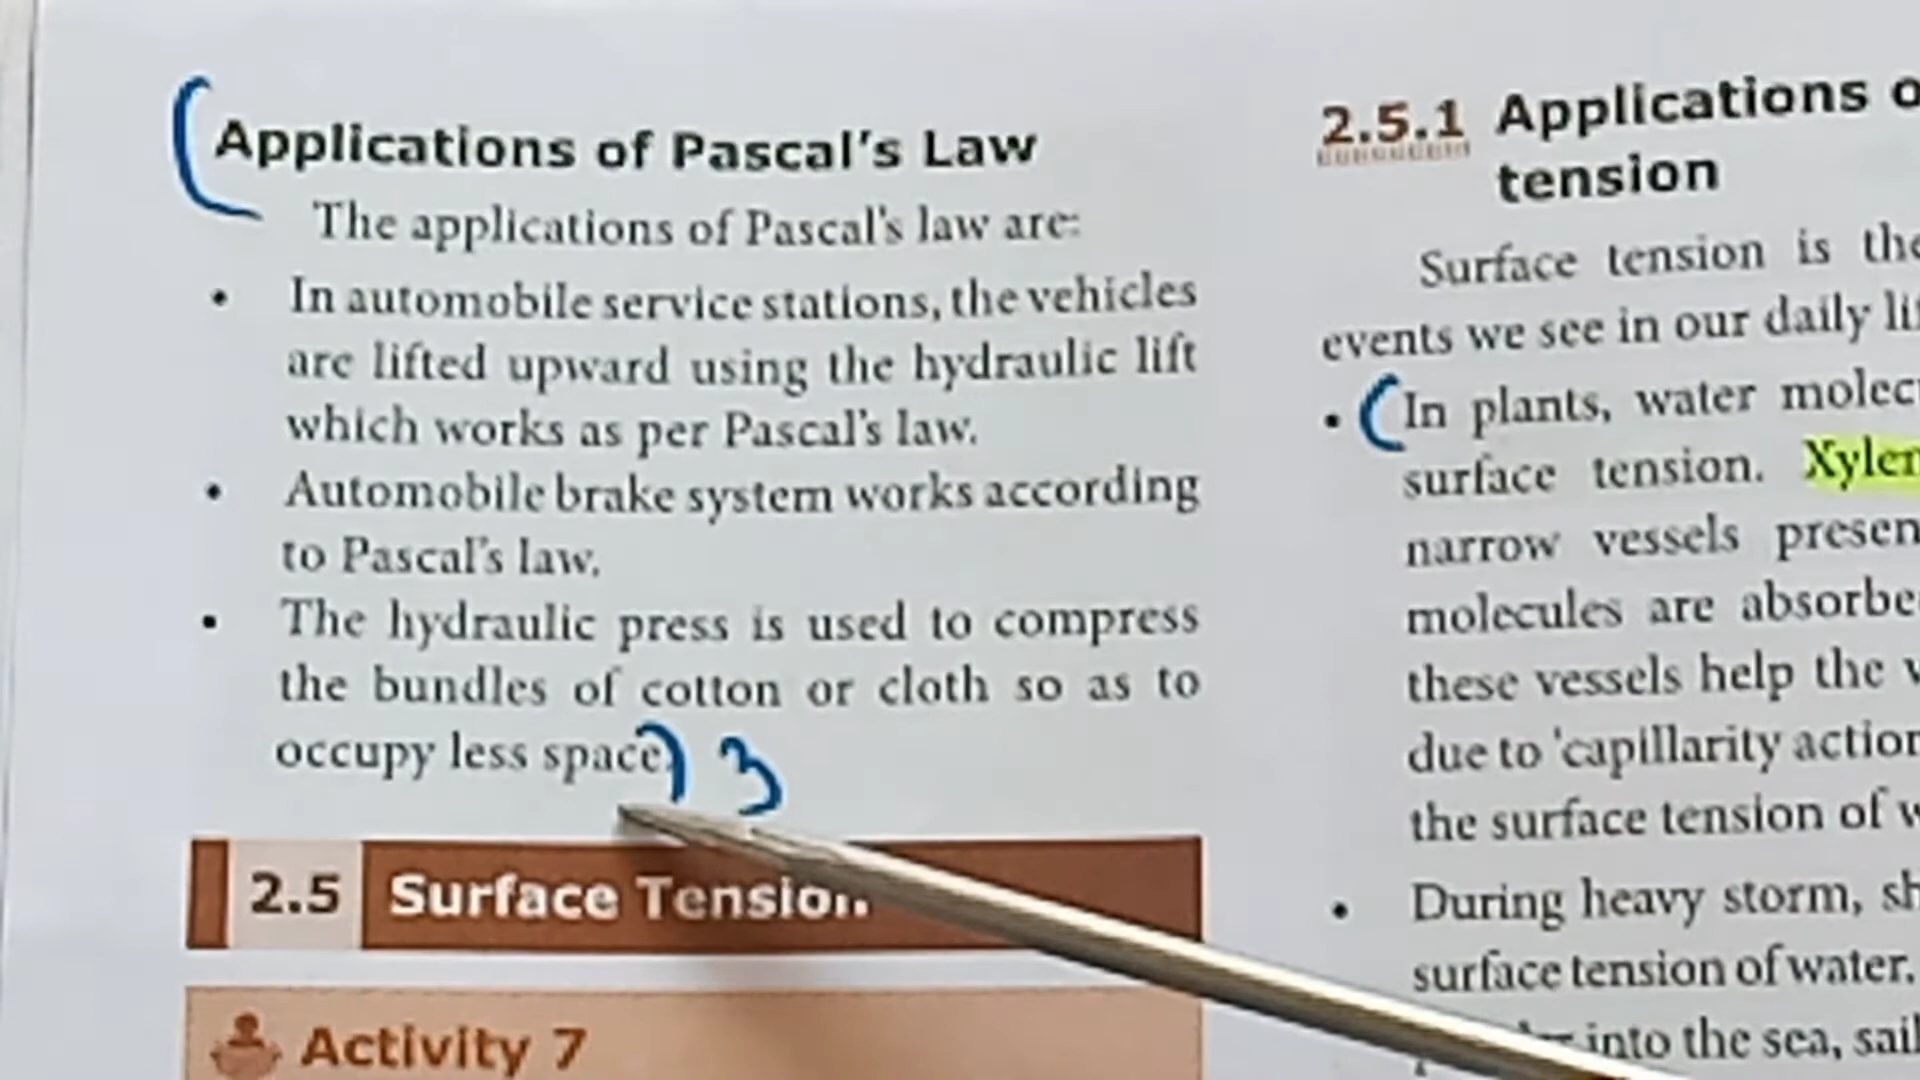 Applications of Pascal's Law
The applications of Pascal's law are:
• In automobile service stations, the vehicles
are lifted upward using the hydraulic lift
which works as per Pascal's law.
• Automobile brake system works according
to Pascal's law.
• The hydraulic press is used to compress
the bundles of cotton or cloth so as to
occupy less space.
3
2.5 Surface Tension
Activity 7
2.5.1 Applications
tension
Surface tension is
events we see in our daily
• In plants, water
surface tension.
narrow vessels
molecules are
these vessels help the
due to 'capillarity
the surface tension of
• During heavy storm,
surface tension of water.
into the sea,